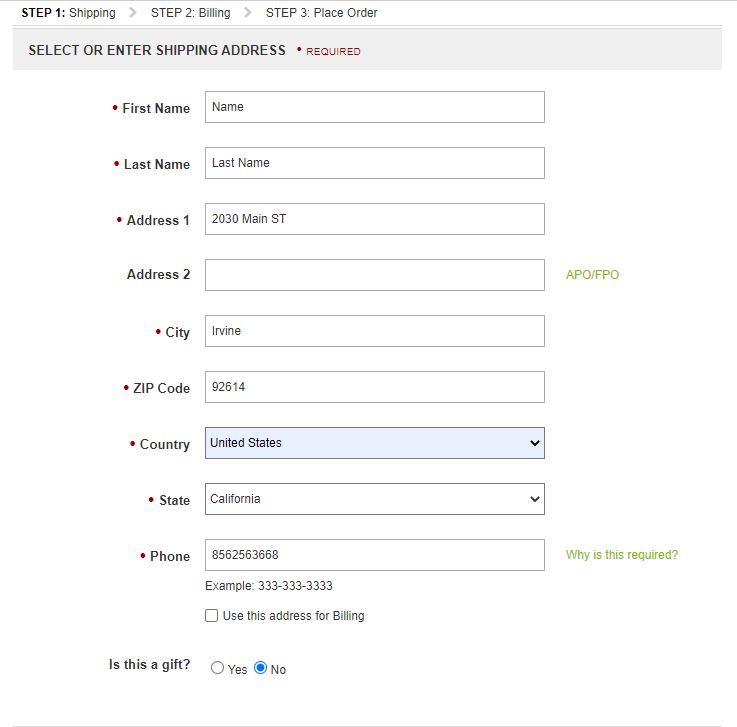 STEP 1: Shipping STEP 2: Billing STEP 3: Place Order
SELECT OR ENTER SHIPPING ADDRESS • REQUIRED
• First Name Name
• Last Name Last Name
• Address 1 2030 Main ST
Address 2 APO/FPO
• City Irvine
• ZIP Code 92614
• Country United States
• State California
• Phone 8562563668 Why is this required?
Example: 333-333-3333
Use this address for Billing
Is this a gift? Yes No